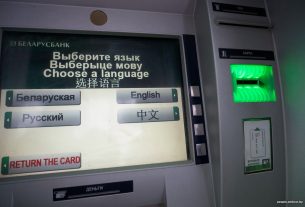 БЕЛАРУСБАНК
Выберите язык
Выберыце мову
Choose a language
选择语言
Беларуская
English
Русский
中文
RETURN THE CARD
ДЕНЬГИ